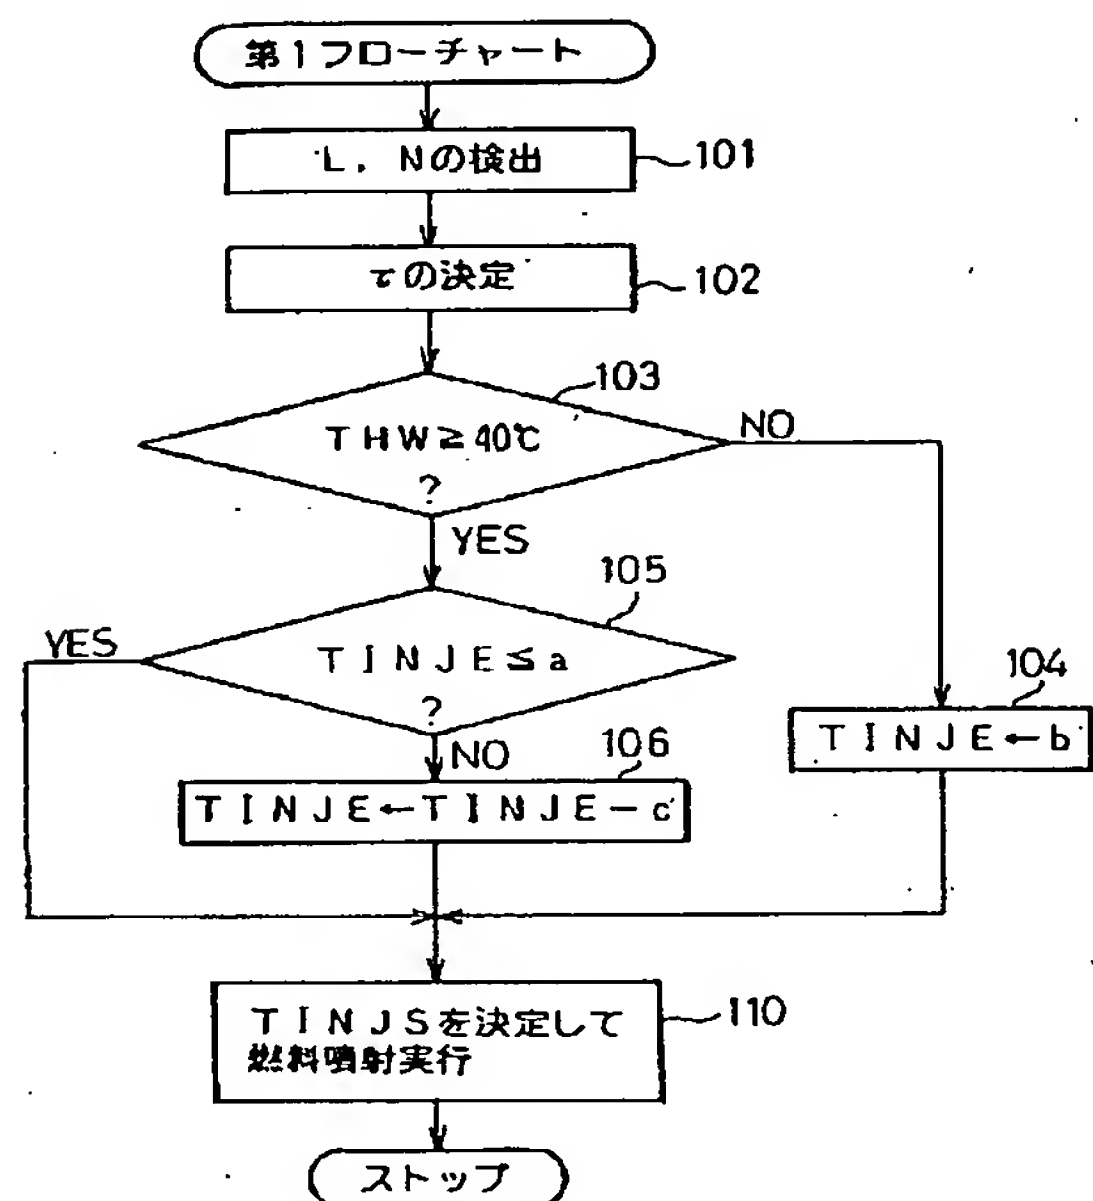 第1フローチャート
L，Nの検出
101
τの決定
102
103
THW≧40℃
?
NO
YES
105
YES
TINJE≦a
?
104
TINJE←b
NO
106
TINJE←TINJE－c
TINJSを決定して
燃料噴射実行
110
ストップ